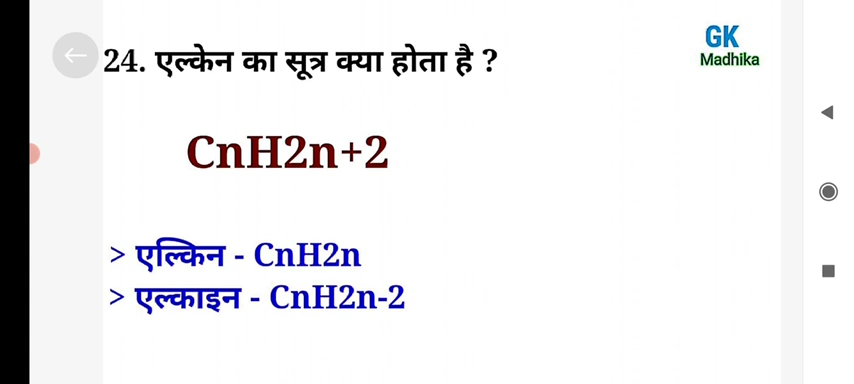 24. एल्केन का सूत्र क्या होता है ?
GK
Madhika
CnH2n+2
> एल्किन - CnH2n
> एल्काइन - CnH2n-2